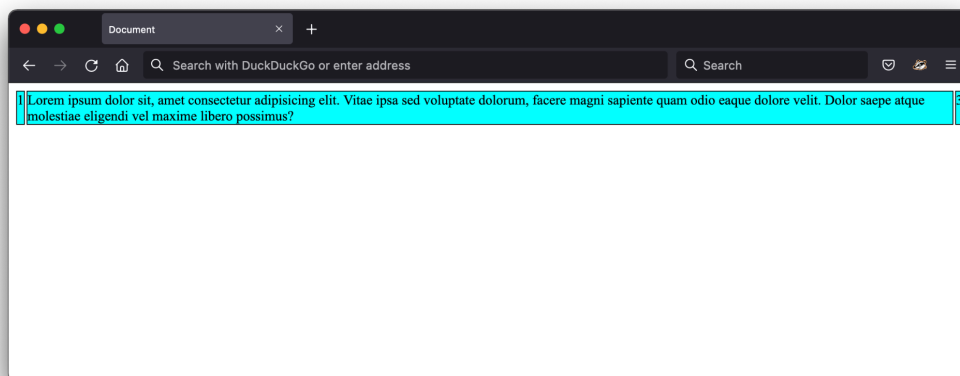 Document
Search with DuckDuckGo or enter address
Search
1
Lorem ipsum dolor sit, amet consectetur adipisicing elit. Vitae ipsa sed voluptate dolorum, facere magni sapiente quam odio eaque dolore velit. Dolor saepe atque
molestiae eligendi vel maxime libero possimus?